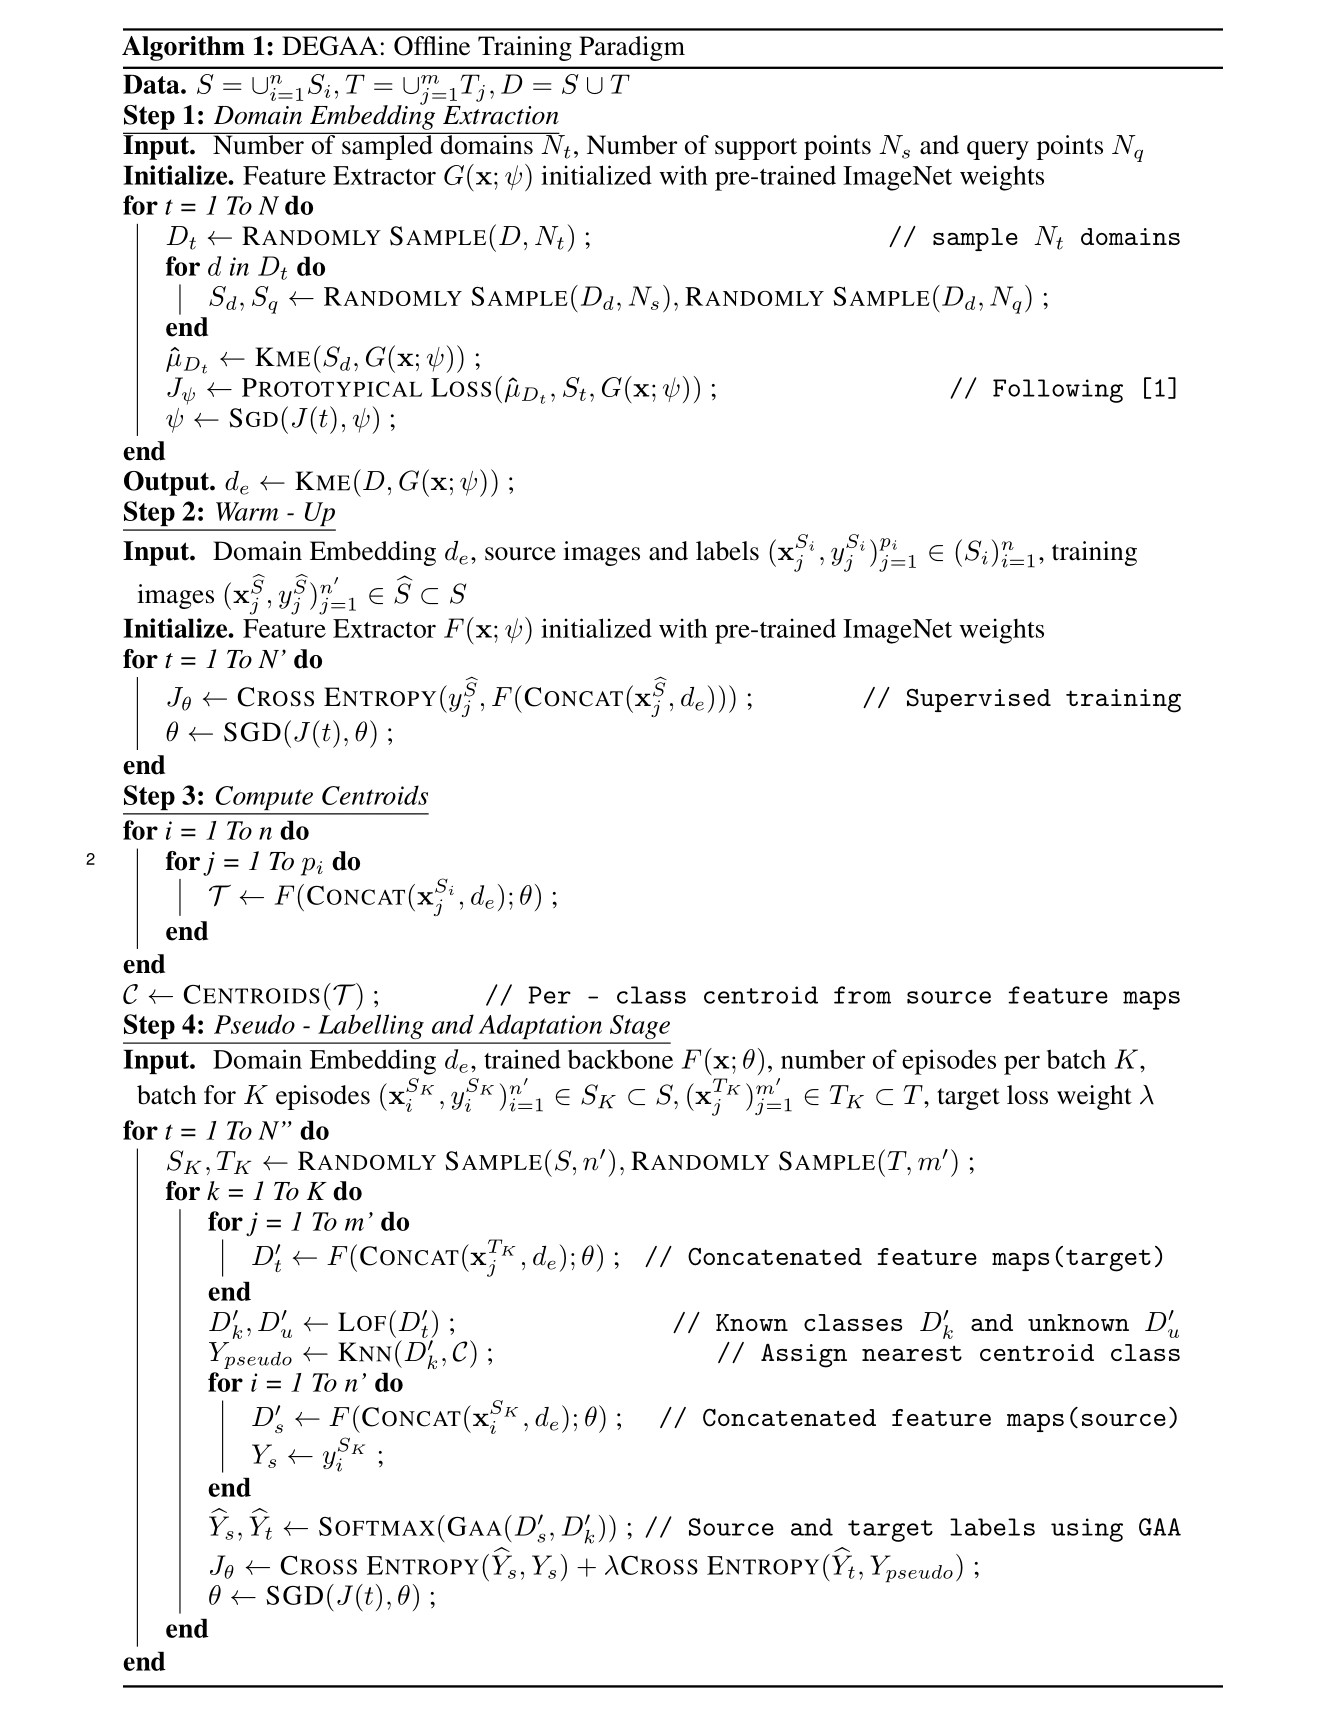 Algorithm 1: DEGAA: Offline Training Paradigm
Data. $S = \cup_{i=1}^{n} S_i, T = \cup_{j=1}^{m} T_j, D = S \cup T$
Step 1: Domain Embedding Extraction
Input. Number of sampled domains $N_t$, Number of support points $N_s$ and query points $N_q$
Initialize. Feature Extractor $G(\mathbf{x}; \psi)$ initialized with pre-trained ImageNet weights
for t = 1 To N do
$D_t \leftarrow$ RANDOMLY SAMPLE$(D, N_t)$ ; // sample $N_t$ domains
for d in $D_t$ do
$S_d, S_q \leftarrow$ RANDOMLY SAMPLE$(D_d, N_s)$, RANDOMLY SAMPLE$(D_d, N_q)$ ;
end
$\hat{\mu}_{D_t} \leftarrow$ KME$(S_d, G(\mathbf{x}; \psi))$ ;
$J_\psi \leftarrow$ PROTOTYPICAL LOSS$(\hat{\mu}_{D_t}, S_t, G(\mathbf{x}; \psi))$ ; // Following [1]
$\psi \leftarrow$ SGD$(J(t), \psi)$ ;
end
Output. $d_e \leftarrow$ KME$(D, G(\mathbf{x}; \psi))$ ;
Step 2: Warm - Up
Input. Domain Embedding $d_e$, source images and labels $(\mathbf{x}_j^{S_i}, y_j^{S_i})_{j=1}^{p_i} \in (S_i)_{i=1}^{n}$, training
images $(\mathbf{x}_j^{\widehat{S}}, y_j^{\widehat{S}})_{j=1}^{n'} \in \widehat{S} \subset S$
Initialize. Feature Extractor $F(\mathbf{x}; \psi)$ initialized with pre-trained ImageNet weights
for t = 1 To N' do
$J_\theta \leftarrow$ CROSS ENTROPY$(y_j^{\widehat{S}}, F($CONCAT$(\mathbf{x}_j^{\widehat{S}}, d_e)))$ ; // Supervised training
$\theta \leftarrow$ SGD$(J(t), \theta)$ ;
end
Step 3: Compute Centroids
for i = 1 To n do
2
for j = 1 To $p_i$ do
$\mathcal{T} \leftarrow F($CONCAT$(\mathbf{x}_j^{S_i}, d_e); \theta)$ ;
end
end
$\mathcal{C} \leftarrow$ CENTROIDS$(\mathcal{T})$ ; // Per - class centroid from source feature maps
Step 4: Pseudo - Labelling and Adaptation Stage
Input. Domain Embedding $d_e$, trained backbone $F(\mathbf{x}; \theta)$, number of episodes per batch $K$,
batch for $K$ episodes $(\mathbf{x}_i^{S_K}, y_i^{S_K})_{i=1}^{n'} \in S_K \subset S, (\mathbf{x}_j^{T_K})_{j=1}^{m'} \in T_K \subset T$, target loss weight $\lambda$
for t = 1 To N” do
$S_K, T_K \leftarrow$ RANDOMLY SAMPLE$(S, n')$, RANDOMLY SAMPLE$(T, m')$ ;
for k = 1 To K do
for j = 1 To m' do
$D'_t \leftarrow F($CONCAT$(\mathbf{x}_j^{T_K}, d_e); \theta)$ ; // Concatenated feature maps(target)
end
$D'_k, D'_u \leftarrow$ LOF$(D'_t)$ ; // Known classes $D'_k$ and unknown $D'_u$
$Y_{pseudo} \leftarrow$ KNN$(D'_k, \mathcal{C})$ ; // Assign nearest centroid class
for i = 1 To n' do
$D'_s \leftarrow F($CONCAT$(\mathbf{x}_i^{S_K}, d_e); \theta)$ ; // Concatenated feature maps(source)
$Y_s \leftarrow y_i^{S_K}$ ;
end
$\widehat{Y}_s, \widehat{Y}_t \leftarrow$ SOFTMAX(GAA$(D'_s, D'_k))$ ; // Source and target labels using GAA
$J_\theta \leftarrow$ CROSS ENTROPY$(\widehat{Y}_s, Y_s) + \lambda$CROSS ENTROPY$(\widehat{Y}_t, Y_{pseudo})$ ;
$\theta \leftarrow$ SGD$(J(t), \theta)$ ;
end
end